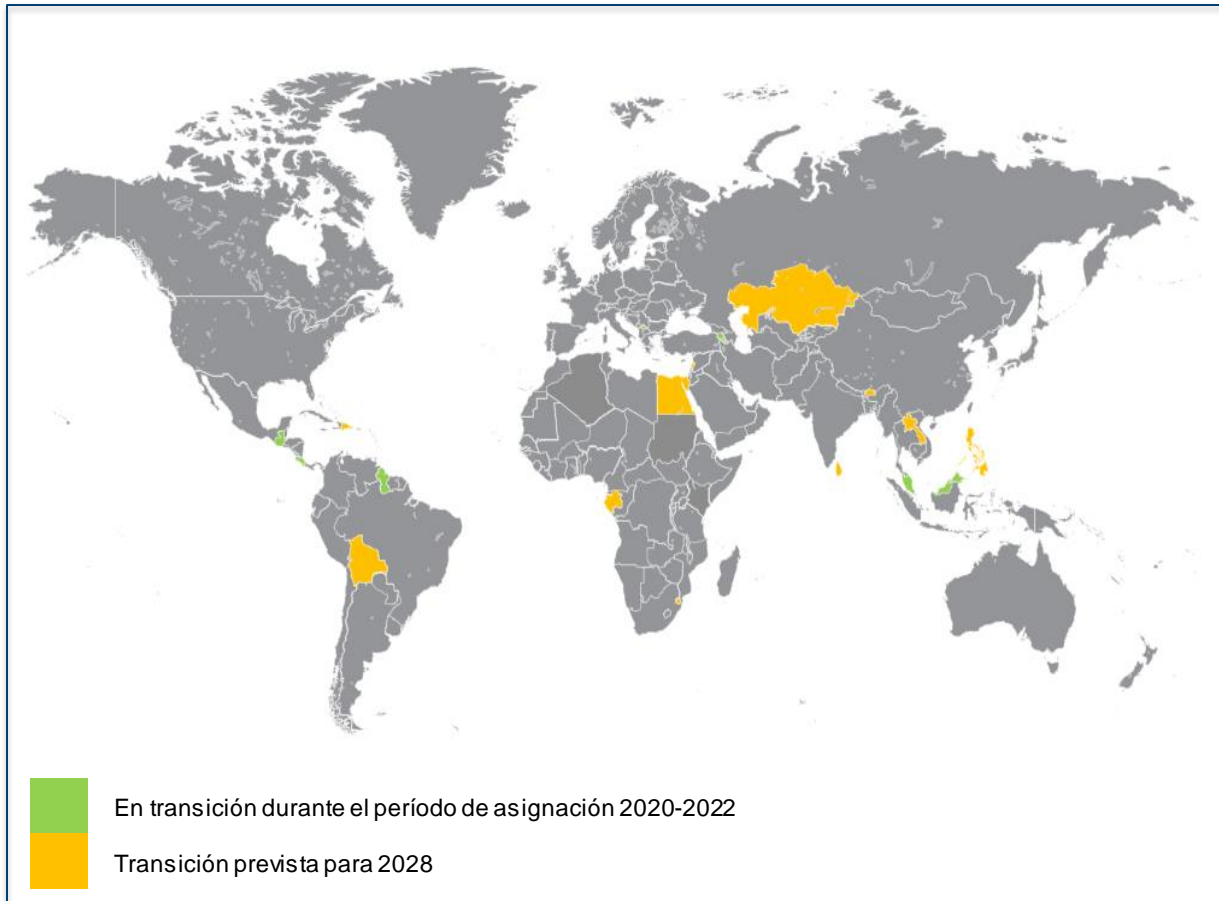 En transición durante el período de asignación 2020-2022
Transición prevista para 2028